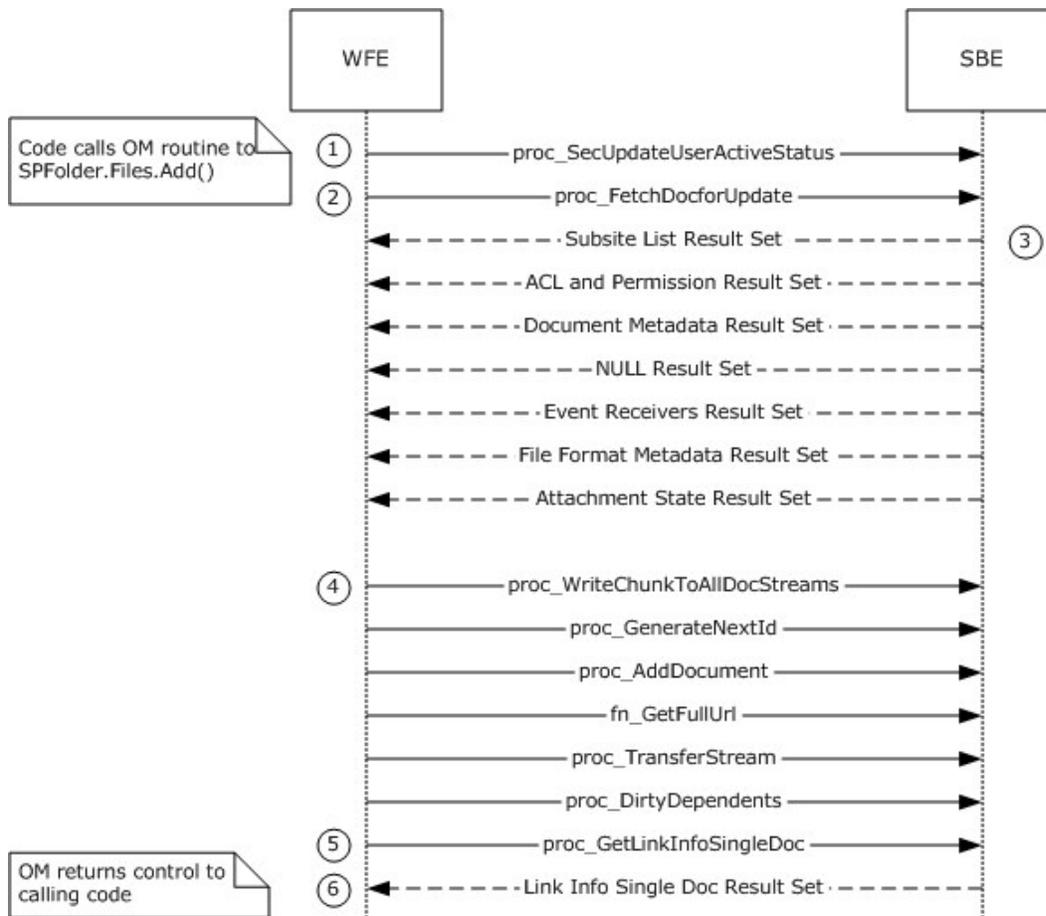 WFE
SBE
Code calls OM routine to
SPFolder.Files.Add()
1
proc_SecUpdateUserActiveStatus
2
proc_FetchDocforUpdate
Subsite List Result Set
3
ACL and Permission Result Set
Document Metadata Result Set
NULL Result Set
Event Receivers Result Set
File Format Metadata Result Set
Attachment State Result Set
4
proc_WriteChunkToAllDocStreams
proc_GenerateNextId
proc_AddDocument
fn_GetFullUrl
proc_TransferStream
proc_DirtyDependents
5
proc_GetLinkInfoSingleDoc
OM returns control to
calling code
6
Link Info Single Doc Result Set